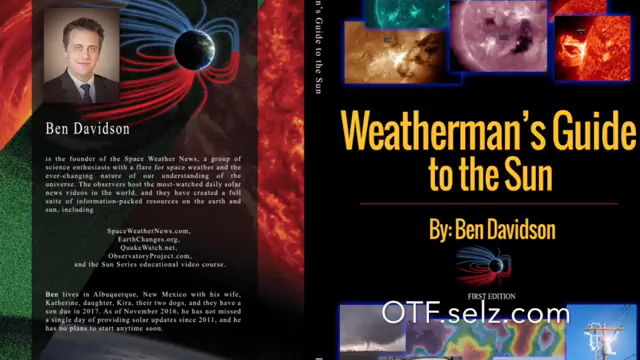 Ben Davidson
is the founder of the Space Weather News, a group of
science enthusiasts with a flare for space weather and the
ever-changing nature of our understanding of the
universe. The observers host the most-watched daily solar
news videos in the world, and they have created a full
suite of information-packed resources on the earth and
sun, including
SpaceWeatherNews.com,
EarthChanges.org,
QuakeWatch.net,
ObservatoryProject.com,
and the Sun Series educational video course.
Ben lives in Albuquerque, New Mexico with his wife,
Katherine, daughter, Kira, their two dogs, and they have a
son due in 2017. As of November 2016, he has not missed
a single day of providing solar updates since 2011, and he
has no plans to start anytime soon.
Guide to the Sun
Weatherman's Guide
to the Sun
By: Ben Davidson
FIRST EDITION
OTF.selz.com